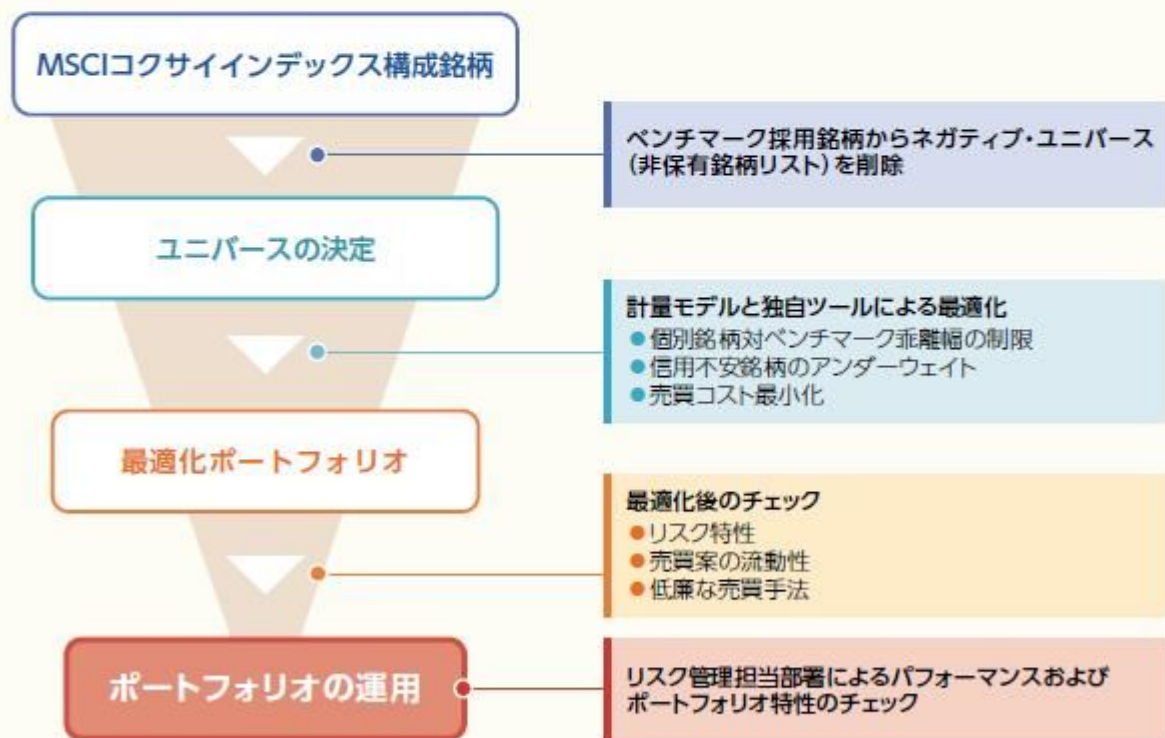 MSCIコクサイインデックス構成銘柄
ベンチマーク採用銘柄からネガティブ・ユニバース
(非保有銘柄リスト)を削除
ユニバースの決定
計量モデルと独自ツールによる最適化
●個別銘柄対ベンチマーク乖離幅の制限
●信用不安銘柄のアンダーウェイト
●売買コスト最小化
最適化ポートフォリオ
最適化後のチェック
●リスク特性
●売買案の流動性
●低廉な売買手法
ポートフォリオの運用
リスク管理担当部署によるパフォーマンスおよび
ポートフォリオ特性のチェック